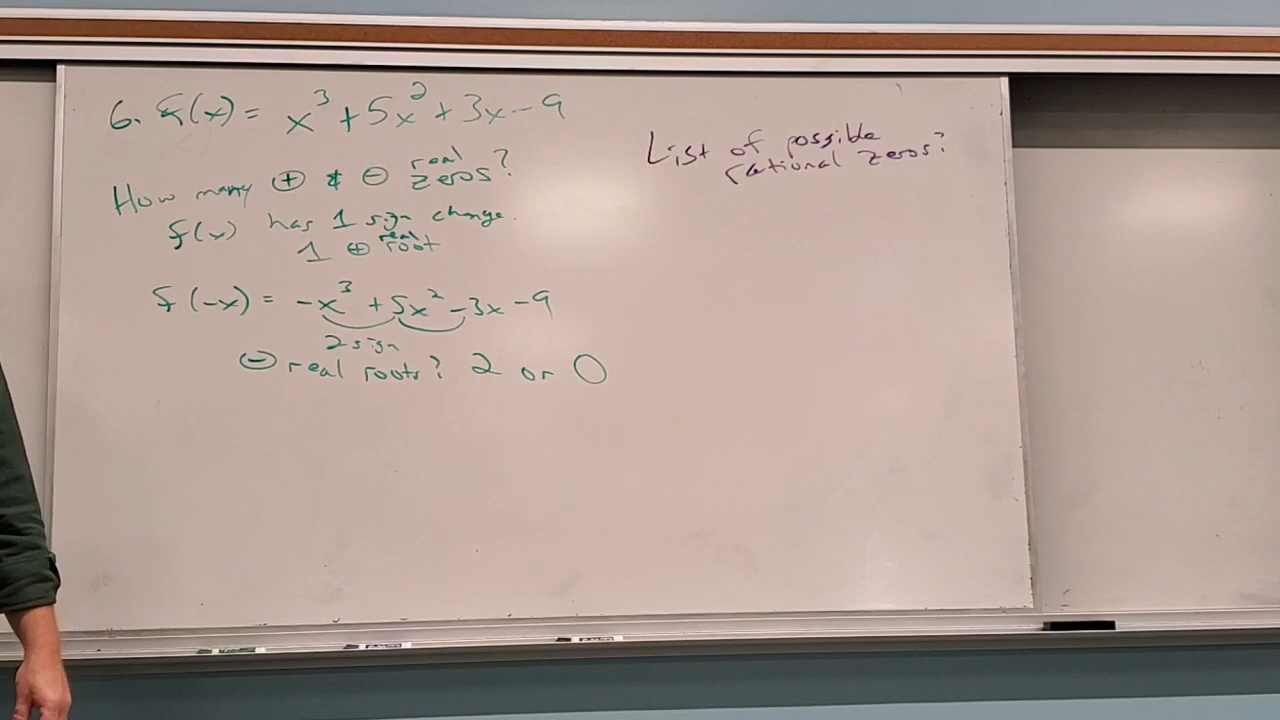 6. f(x) = x³ + 5x² + 3x - 9
How many ⊕ & ⊖ real zeros?
f(x) has 1 sign change.
1 ⊕ real root
f(-x) = -x³ + 5x² - 3x - 9
2 sign
⊖ real roots? 2 or 0
List of possible
rational zeros?